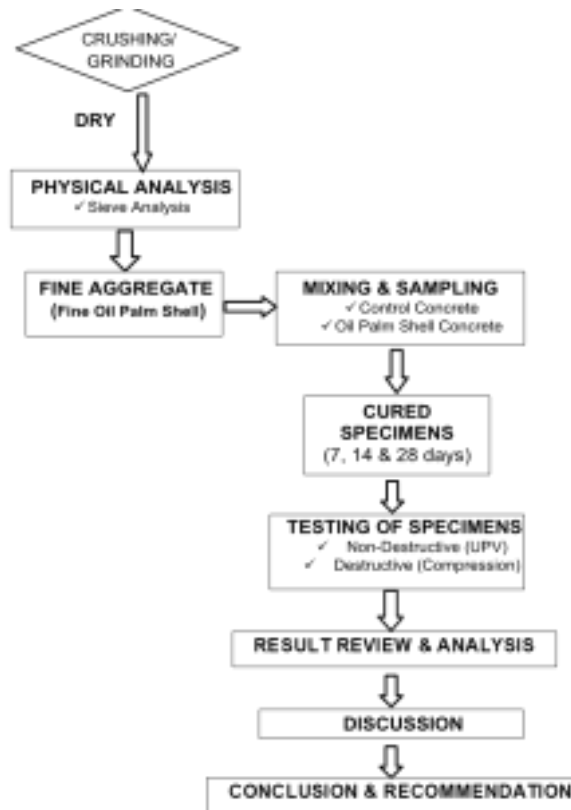 CRUSHING/
GRINDING
DRY
PHYSICAL ANALYSIS
✓ Sieve Analysis
FINE AGGREGATE
(Fine Oil Palm Shell)
MIXING & SAMPLING
✓ Control Concrete
✓ Oil Palm Shell Concrete
CURED
SPECIMENS
(7, 14 & 28 days)
TESTING OF SPECIMENS
✓ Non-Destructive (UPV)
✓ Destructive (Compression)
RESULT REVIEW & ANALYSIS
DISCUSSION
CONCLUSION & RECOMMENDATION